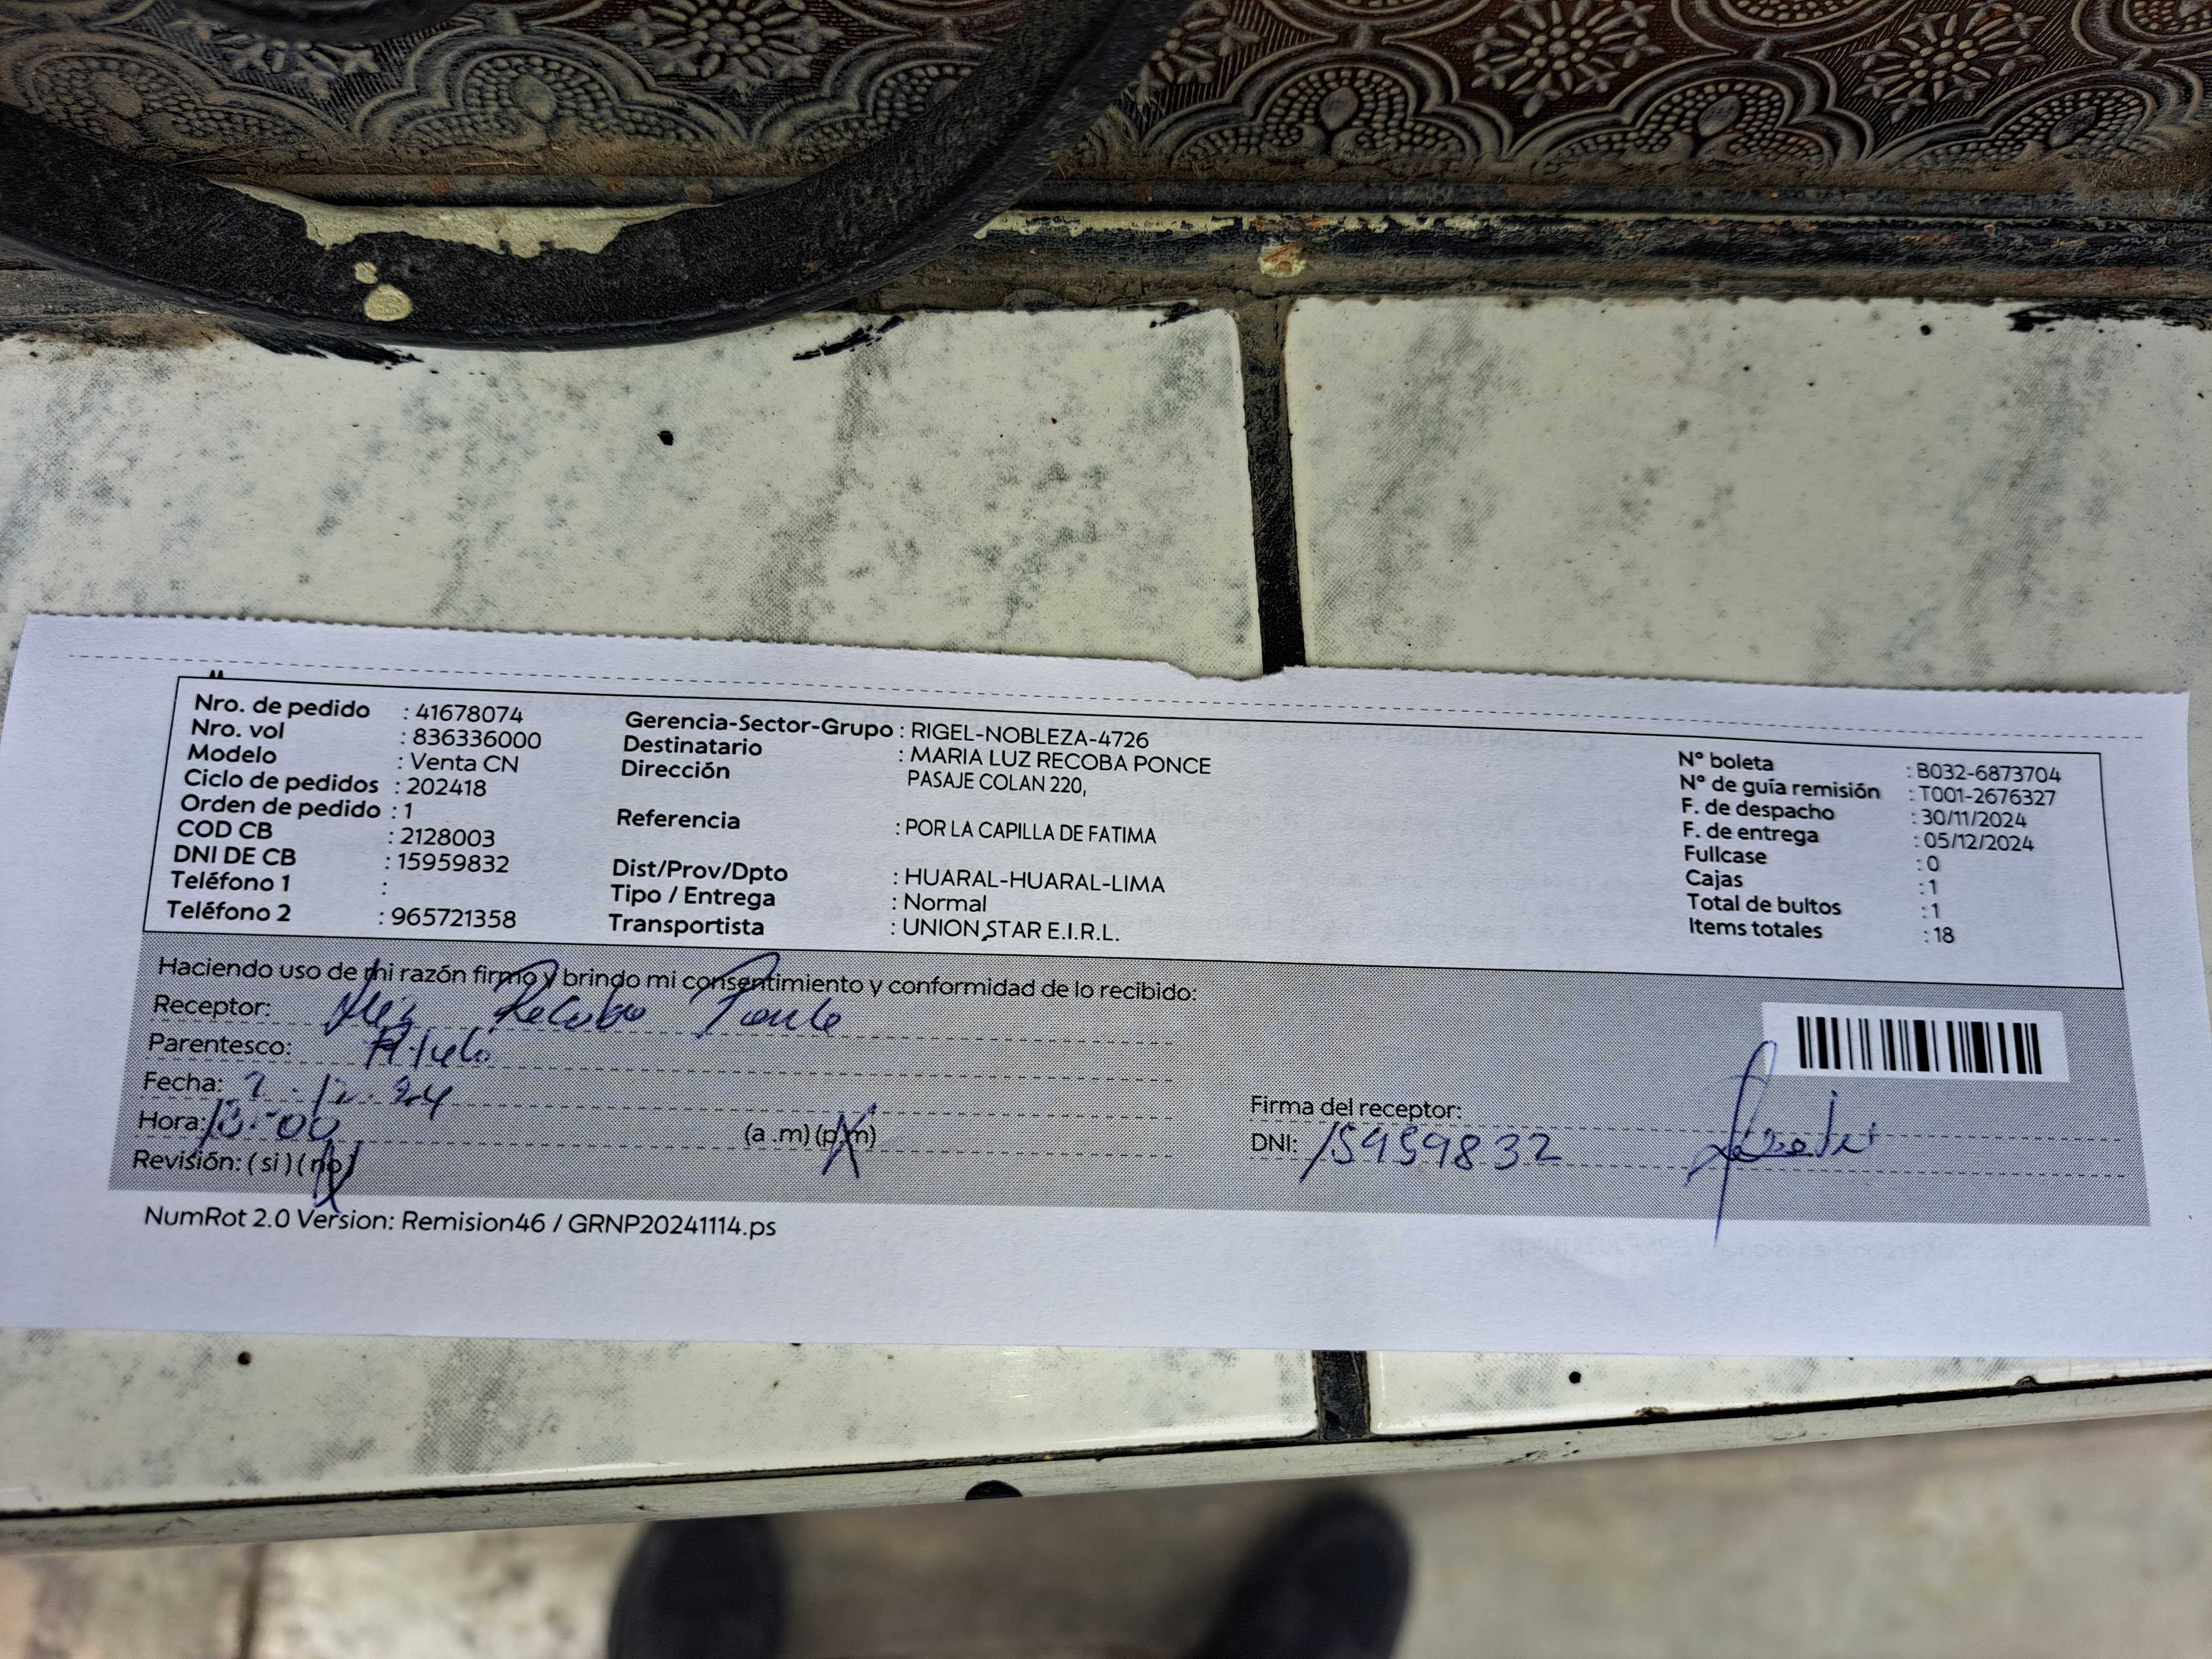 Nro. de pedido : 41678074
Nro. vol : 836336000
Modelo : Venta CN
Ciclo de pedidos : 202418
Orden de pedido : 1
COD CB : 2128003
DNI DE CB : 15959832
Teléfono 1 :
Teléfono 2 : 965721358
Gerencia-Sector-Grupo : RIGEL-NOBLEZA-4726
Destinatario : MARIA LUZ RECOBA PONCE
Dirección PASAJE COLAN 220,
Referencia : POR LA CAPILLA DE FATIMA
Dist/Prov/Dpto : HUARAL-HUARAL-LIMA
Tipo / Entrega : Normal
Transportista : UNION STAR E.I.R.L.
N° boleta : B032-6873704
N° de guía remisión : T001-2676327
F. de despacho : 30/11/2024
F. de entrega : 05/12/2024
Fullcase : 0
Cajas : 1
Total de bultos : 1
Items totales : 18
Haciendo uso de mi razón firmo y brindo mi consentimiento y conformidad de lo recibido:
Receptor: Recoba Ponce
Parentesco:
Fecha: 12. 24
Hora: (a .m) (p.m)
Revisión: ( si ) ( no )
Firma del receptor:
DNI: 15959832
NumRot 2.0 Version: Remision46 / GRNP20241114.ps